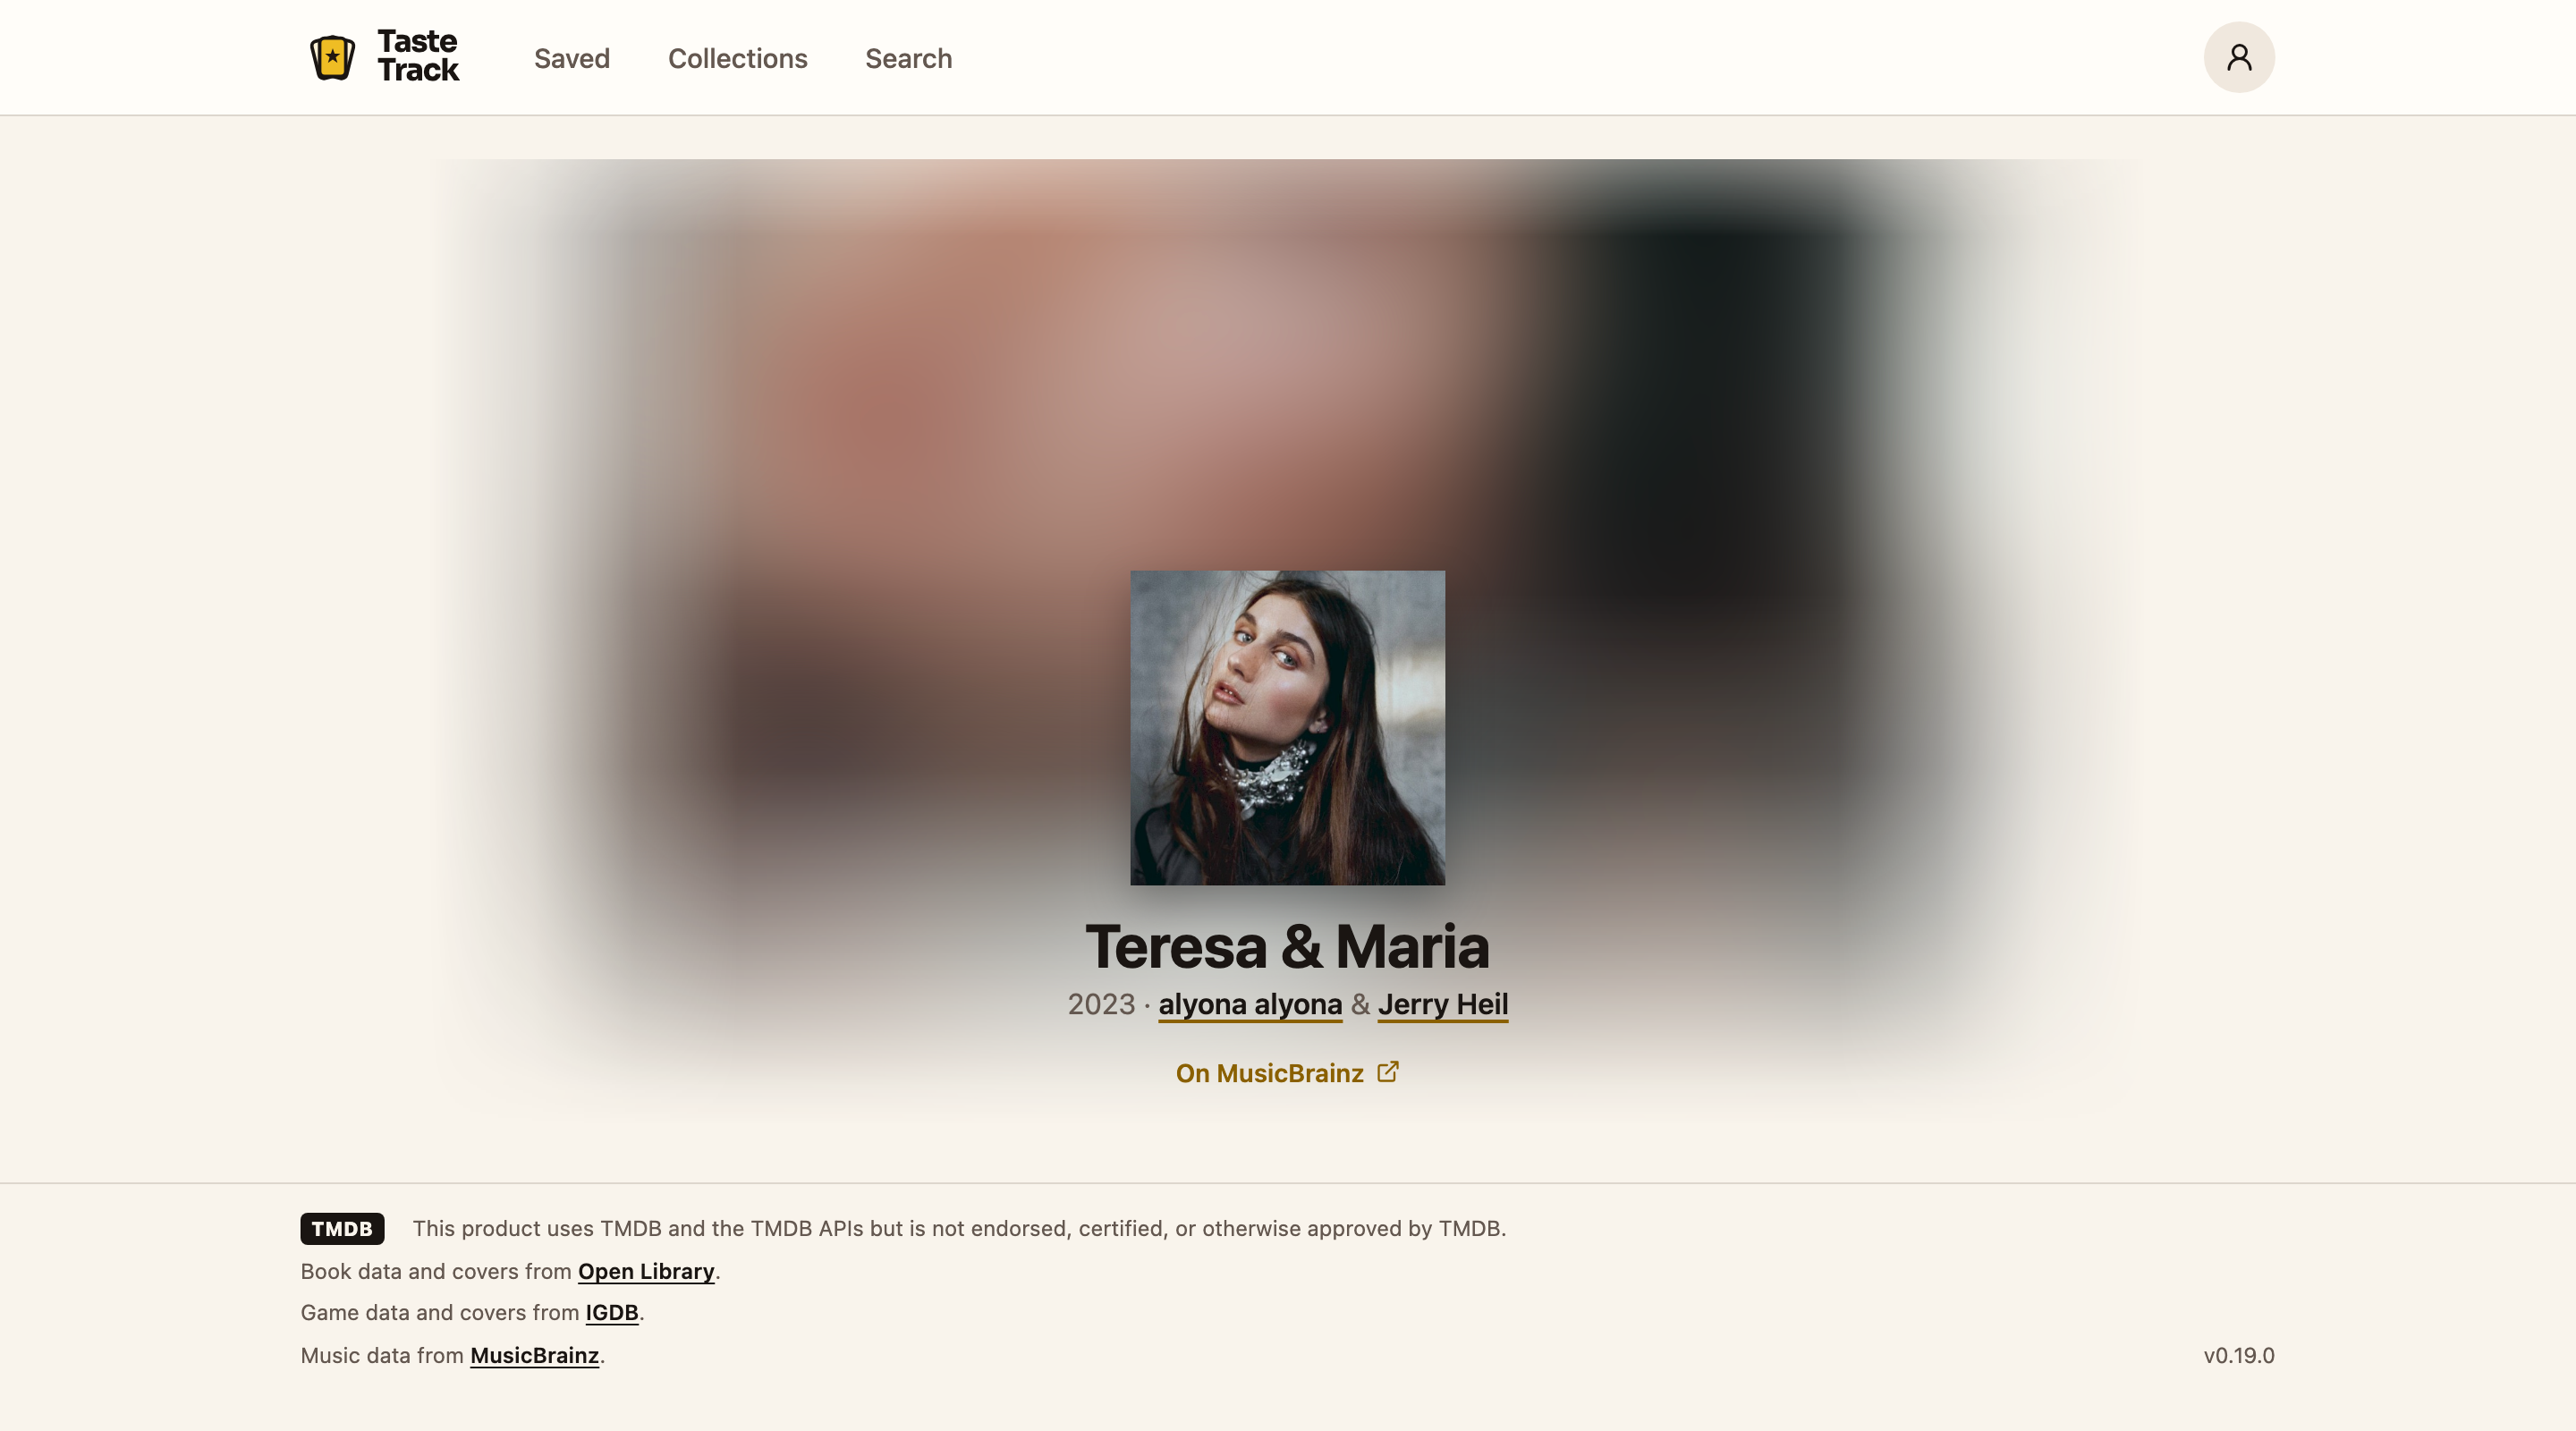 Taste
Track
Saved
Collections
Search
Teresa & Maria
2023 · alyona alyona & Jerry Heil
On MusicBrainz
TMDB This product uses TMDB and the TMDB APIs but is not endorsed, certified, or otherwise approved by TMDB.
Book data and covers from Open Library.
Game data and covers from IGDB.
Music data from MusicBrainz.
v0.19.0